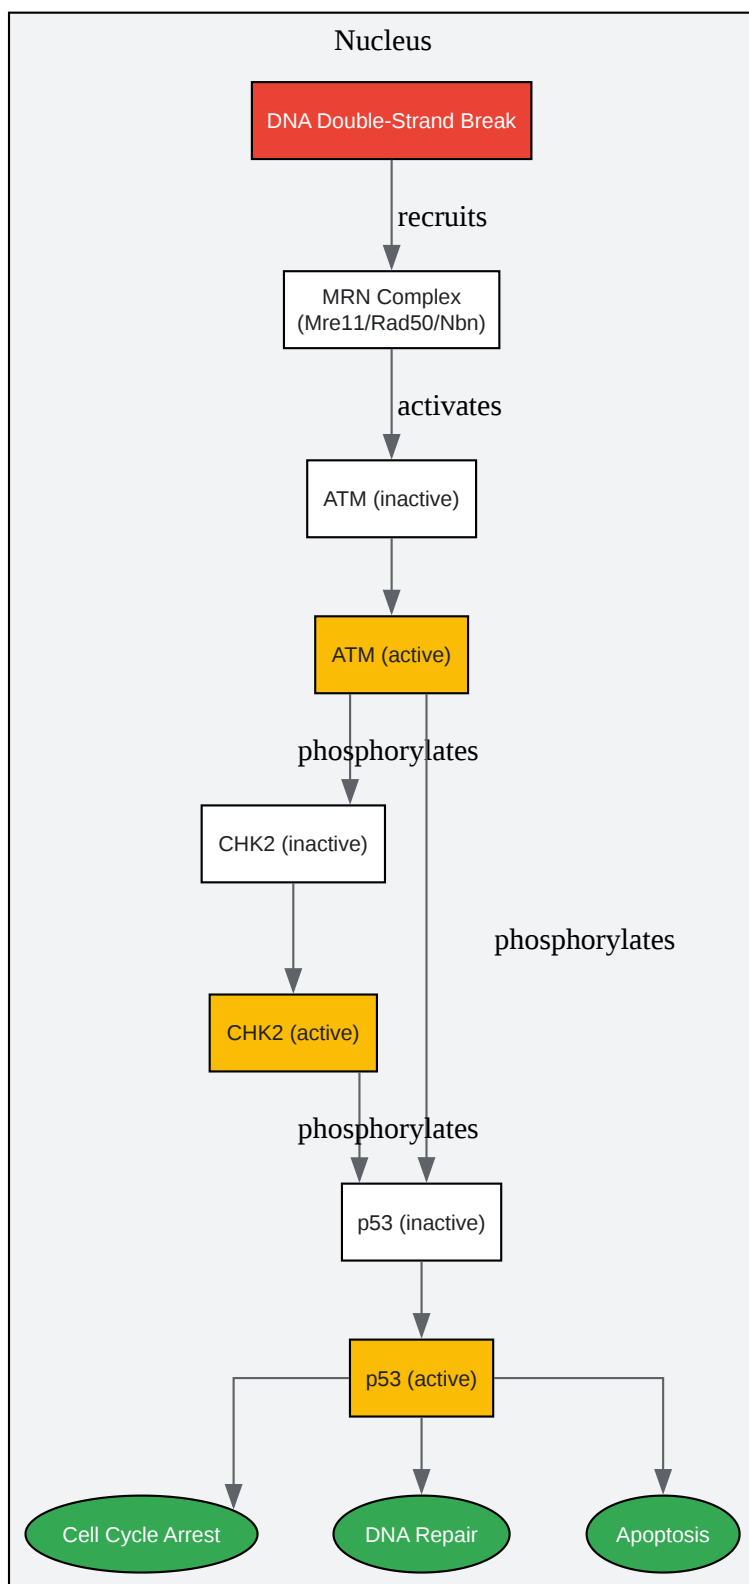 Nucleus
DNA Double-Strand Break
recruits
MRN Complex
(Mre11/Rad50/Nbn)
activates
ATM (inactive)
ATM (active)
phosphorylates
CHK2 (inactive)
phosphorylates
CHK2 (active)
phosphorylates
p53 (inactive)
p53 (active)
Cell Cycle Arrest
DNA Repair
Apoptosis